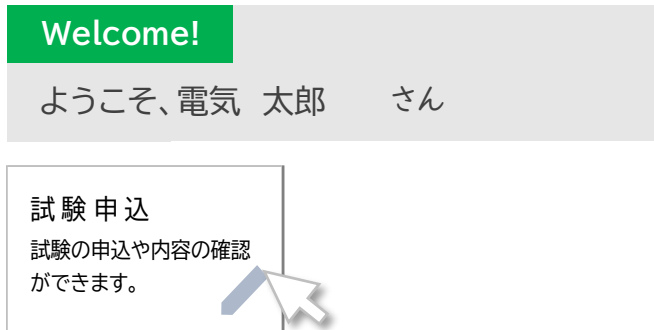 Welcome!
ようこそ、電気 太郎 さん
試験申込
試験の申込や内容の確認
ができます。